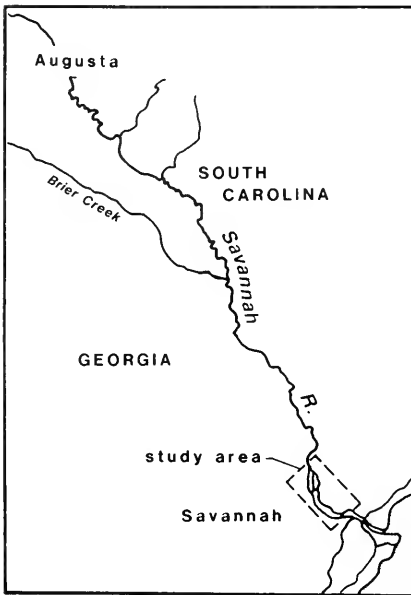 Augusta
SOUTH
CAROLINA
Brier Creek
Savannah
R.
GEORGIA
study area
Savannah